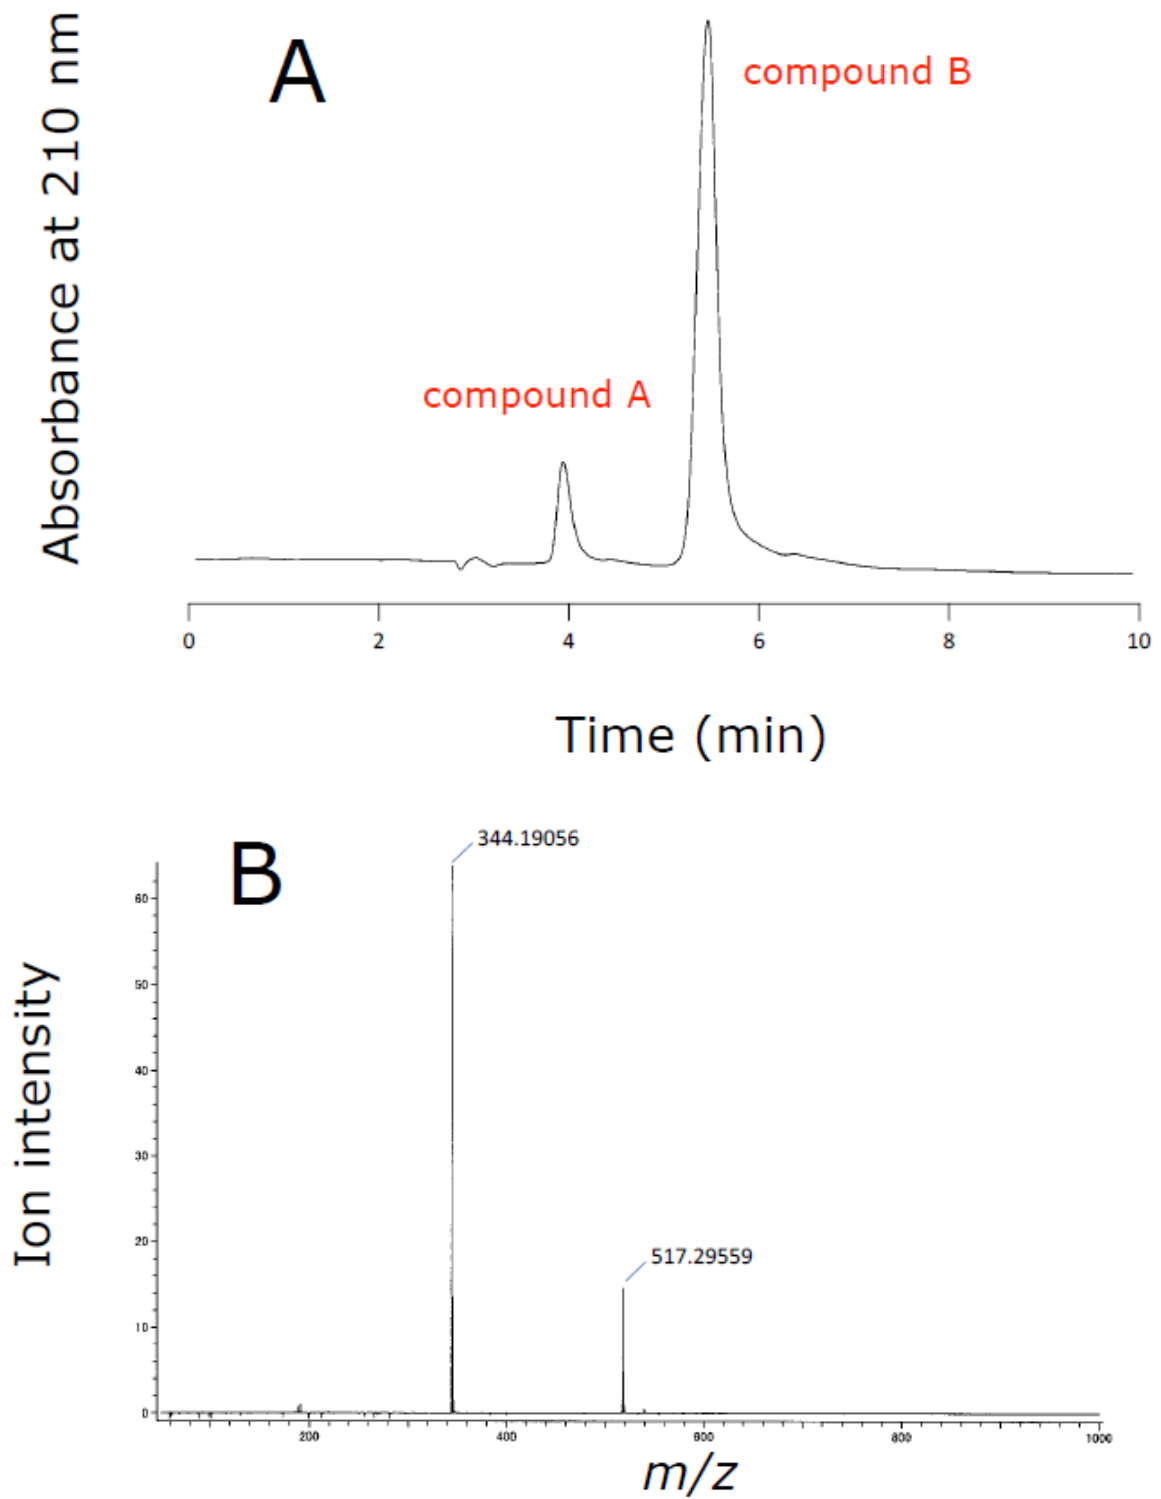 A
compound B
compound A
Absorbance at 210 nm
0 2 4 6 8 10
Time (min)
B
344.19056
517.29559
Ion intensity
60
50
40
30
20
10
0
200 400 600 800 1000
m/z